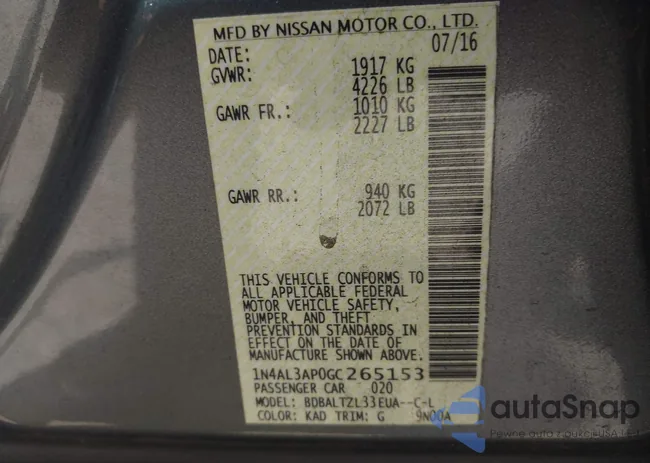 MFD BY NISSAN MOTOR CO., LTD.
DATE: 07/16
GVWR: 1917 KG
4226 LB
GAWR FR.: 1010 KG
2227 LB
GAWR RR.: 940 KG
2072 LB
THIS VEHICLE CONFORMS TO
ALL APPLICABLE FEDERAL
MOTOR VEHICLE SAFETY,
BUMPER, AND THEFT
PREVENTION STANDARDS IN
EFFECT ON THE DATE OF
MANUFACTURE SHOWN ABOVE.
1N4AL3AP0GC265153
PASSENGER CAR 020
MODEL: BDBALTZL33EUA--C-L
COLOR: KAD TRIM: G 9N00A
autaSnap